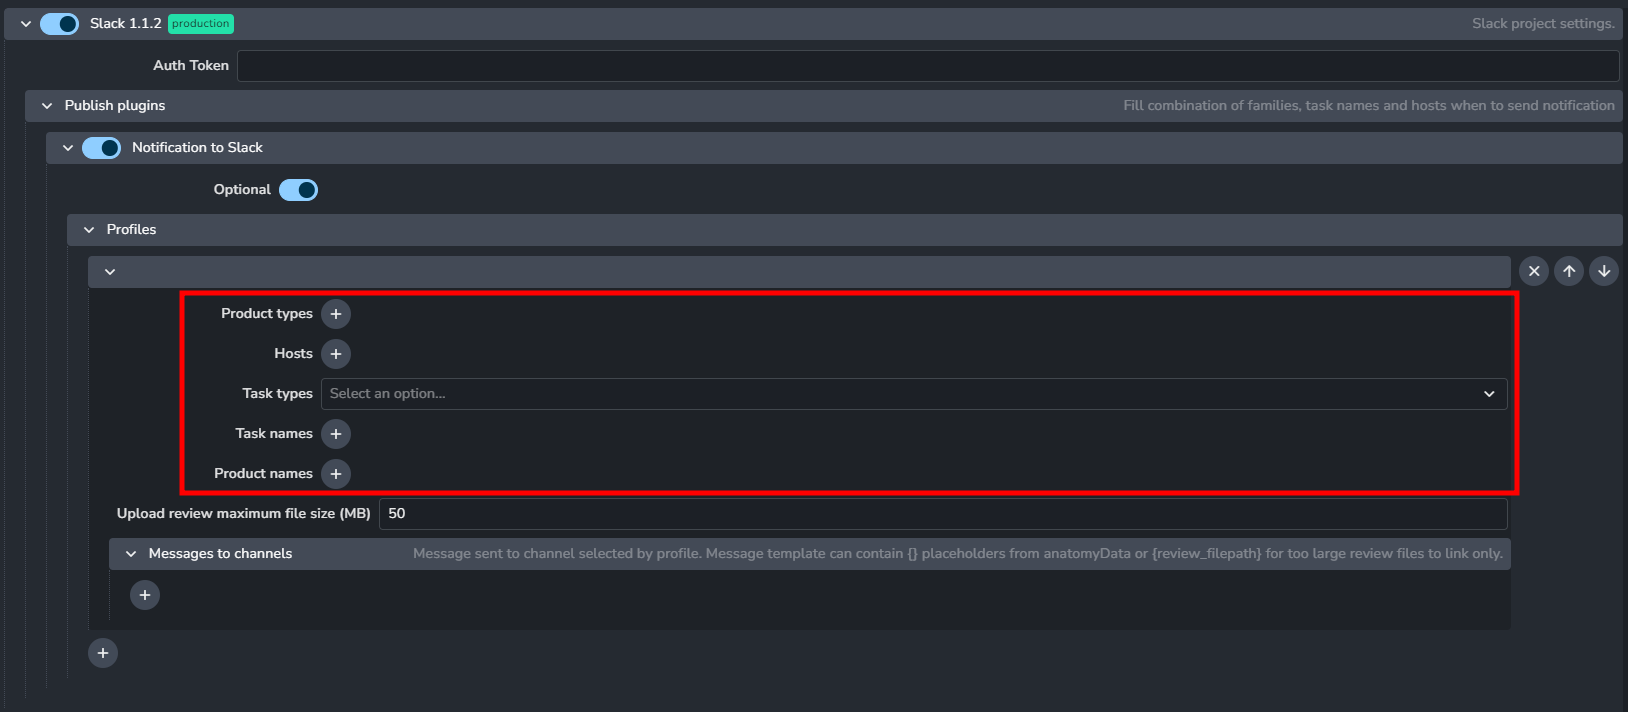 Slack 1.1.2 production Slack project settings.
Auth Token
Publish plugins Fill combination of families, task names and hosts when to send notification
Notification to Slack
Optional
Profiles
Product types
Hosts
Task types Select an option...
Task names
Product names
Upload review maximum file size (MB) 50
Messages to channels Message sent to channel selected by profile. Message template can contain {} placeholders from anatomyData or {review_filepath} for too large review files to link only.